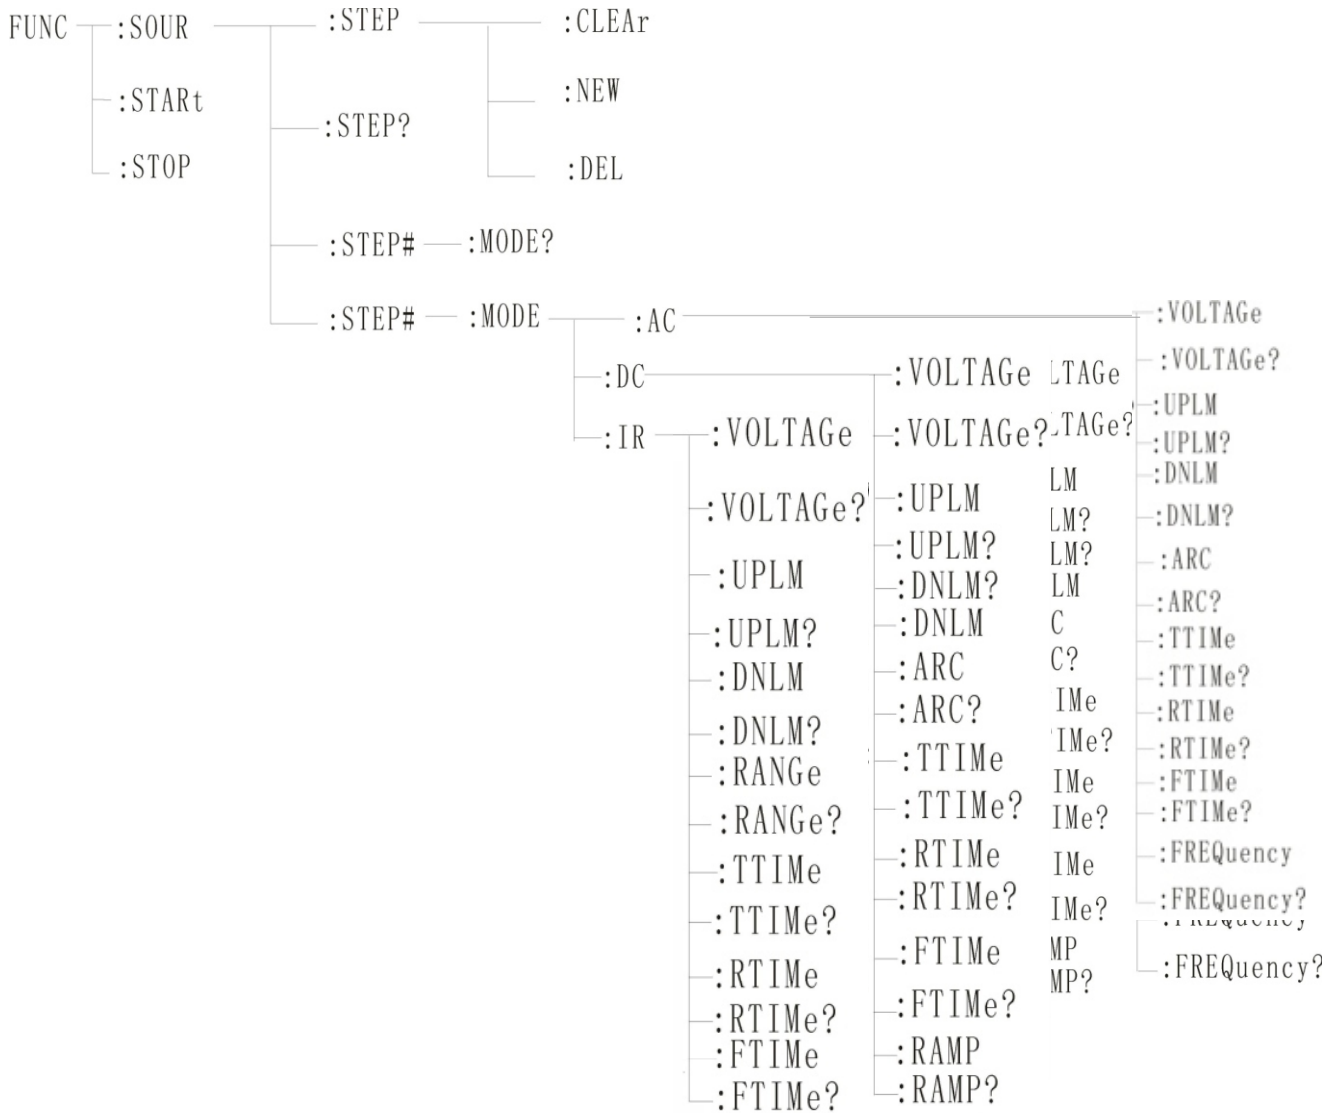 FUNC :SOUR :STEP :CLEAr
:NEW
:STARt
:STEP?
:STOP :DEL
:STEP# :MODE?
:STEP# :MODE :AC
:DC
:IR
:VOLTAGe
:VOLTAGe?
:UPLM
:UPLM?
:DNLM
:DNLM?
:RANGe
:RANGe?
:TTIMe
:TTIMe?
:RTIMe
:RTIMe?
:FTIMe
:FTIMe?
:VOLTAGe
:VOLTAGe?
:UPLM
:UPLM?
:DNLM?
:DNLM
:ARC
:ARC?
:TTIMe
:TTIMe?
:RTIMe
:RTIMe?
:FTIMe
:FTIMe?
:RAMP
:RAMP?
LTAGe
LTAGe?
LM
LM?
LM?
LM
C
C?
IMe
IMe?
IMe
IMe?
IMe
IMe?
MP
MP?
:VOLTAGe
:VOLTAGe?
:UPLM
:UPLM?
:DNLM
:DNLM?
:ARC
:ARC?
:TTIMe
:TTIMe?
:RTIMe
:RTIMe?
:FTIMe
:FTIMe?
:FREQuency
:FREQuency?
:FREQuency
:FREQuency?